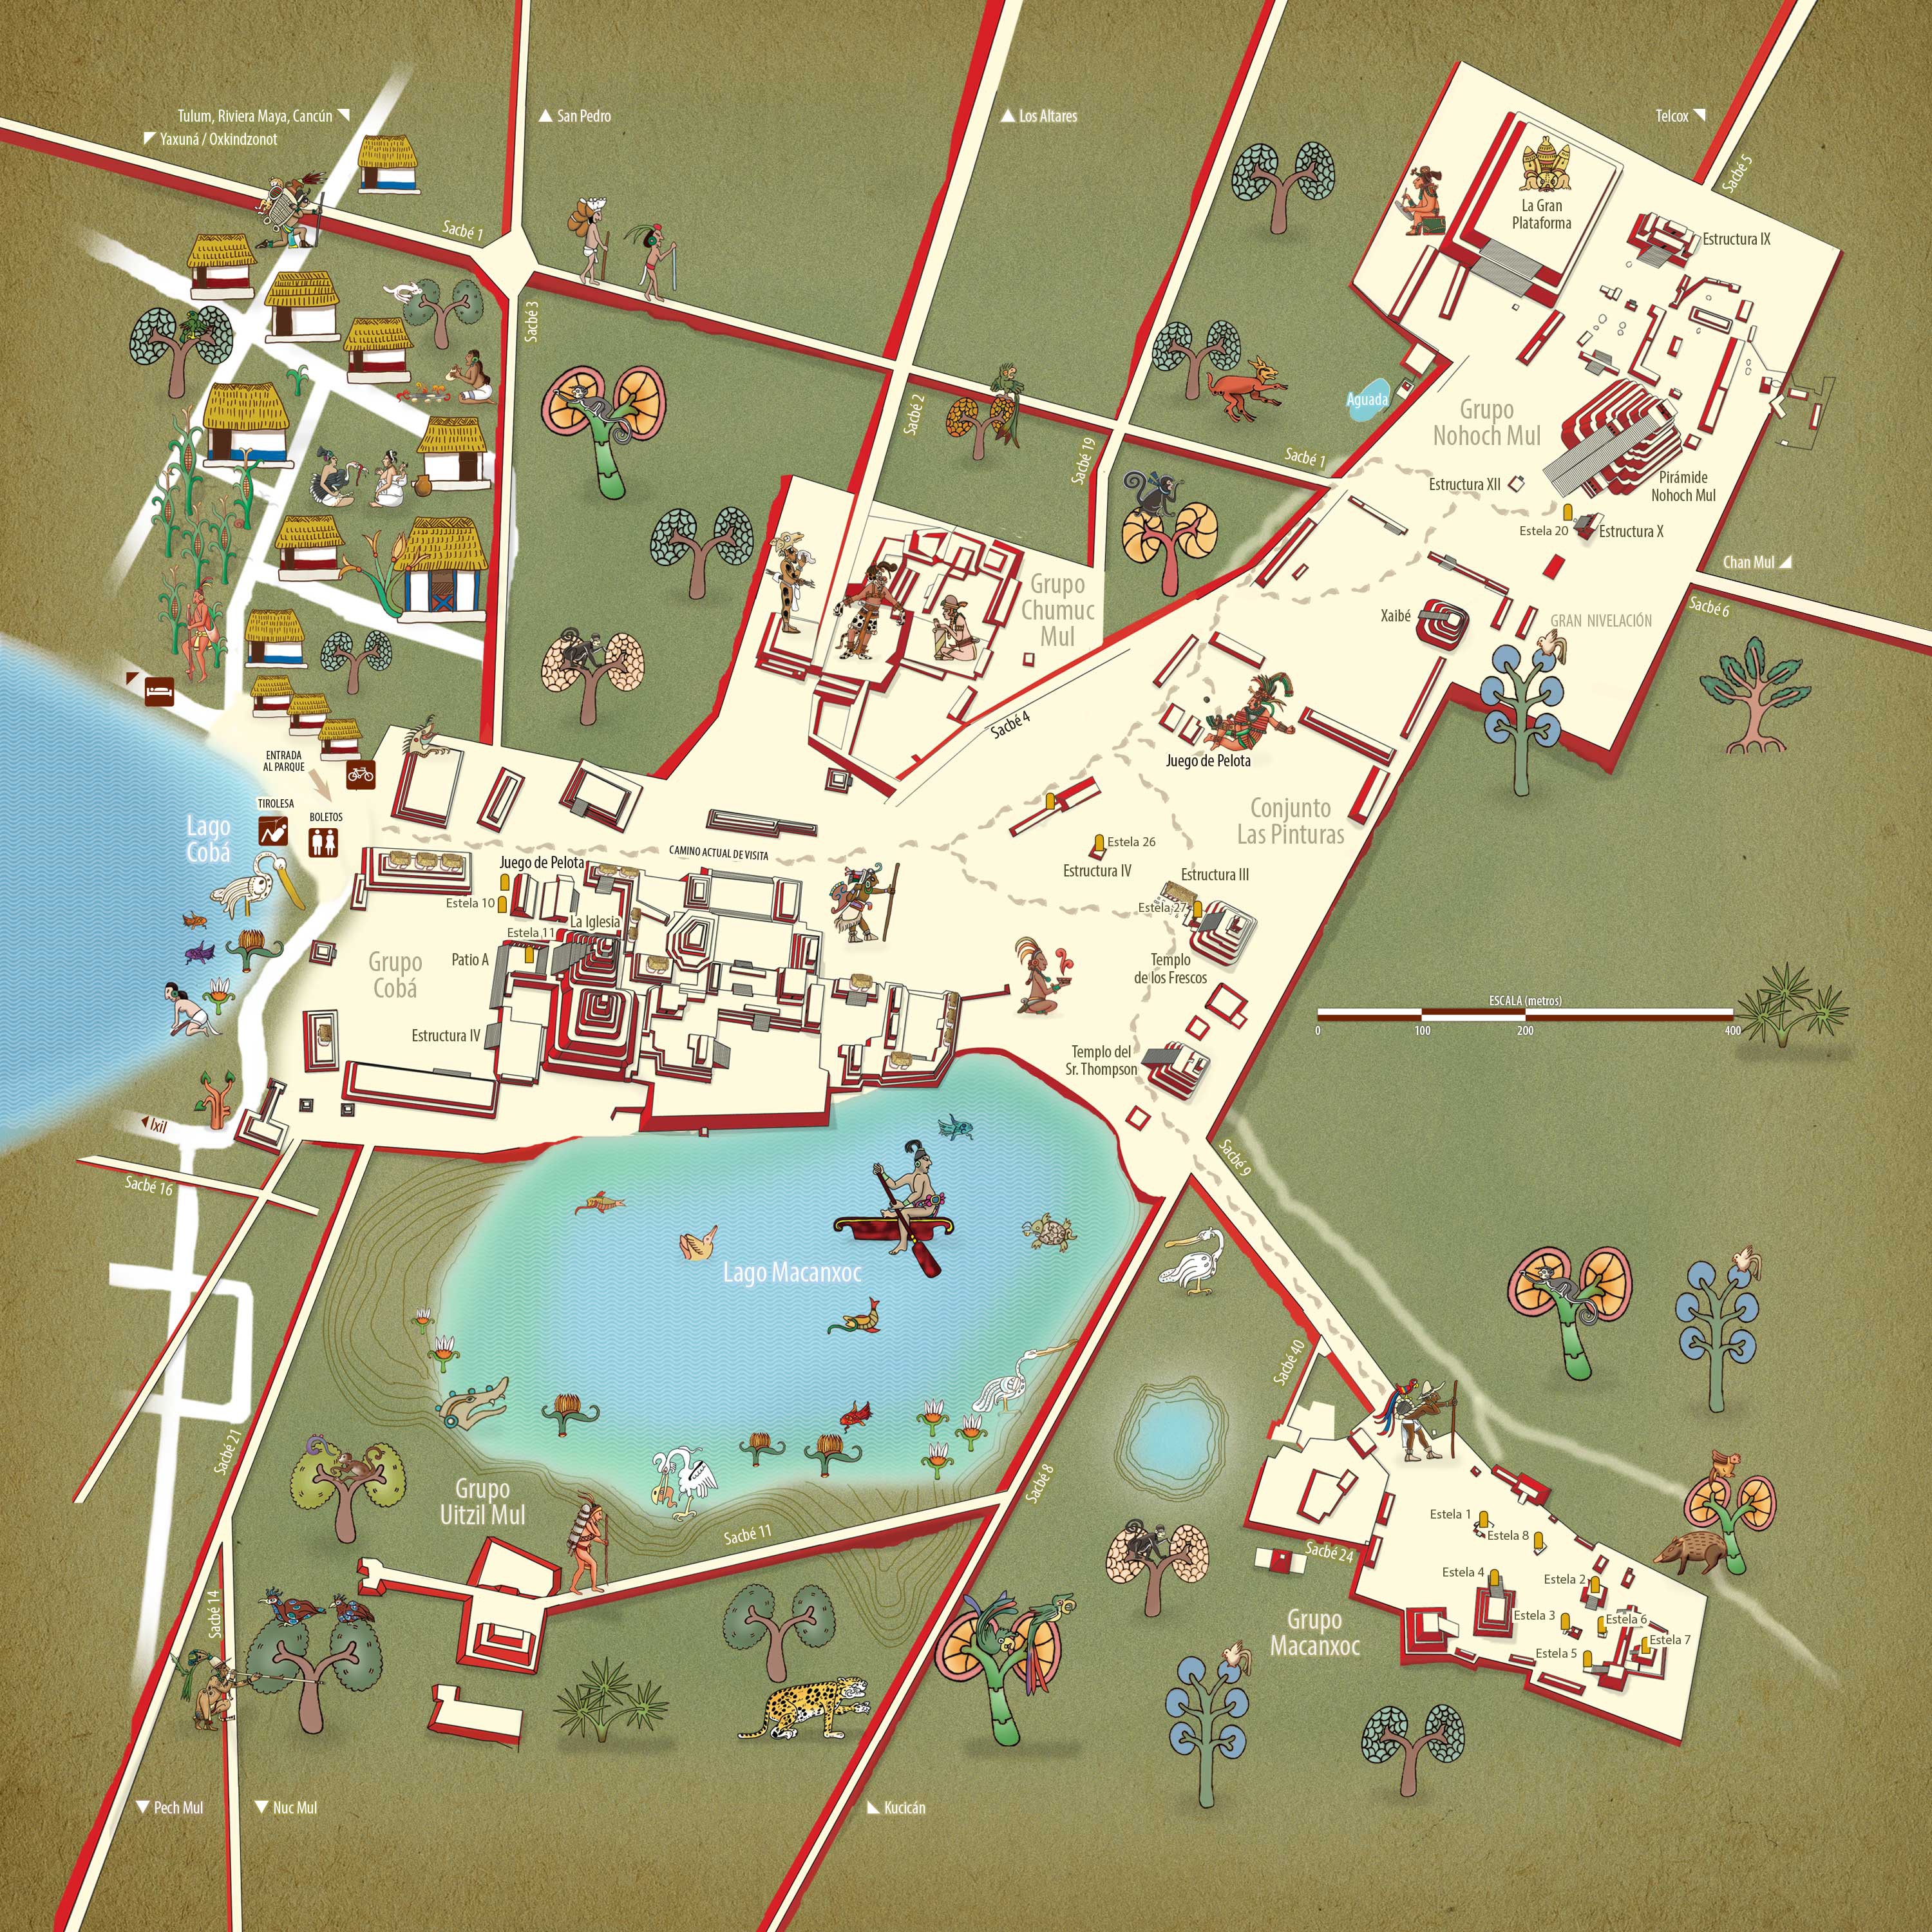 Tulum, Riviera Maya, Cancún
Yaxuná / Oxkindzonot
San Pedro
Los Altares
Telcox
Sacbé 5
La Gran
Plataforma
Estructura IX
Sacbé 1
Sacbé 3
Sacbé 2
Sacbé 19
Sacbé 1
Aguada
Grupo
Nohoch Mul
Estructura XII
Pirámide
Nohoch Mul
Estela 20
Estructura X
Chan Mul
Sacbé 6
Xaibé
GRAN NIVELACIÓN
Grupo
Chumuc
Mul
Sacbé 4
Juego de Pelota
Conjunto
Las Pinturas
ENTRADA
AL PARQUE
TIROLESA
BOLETOS
Lago
Cobá
CAMINO ACTUAL DE VISITA
Juego de Pelota
Estela 10
La Iglesia
Estela 11
Patio A
Grupo
Cobá
Estructura IV
Estela 26
Estructura IV
Estructura III
Estela 27
Templo
de los Frescos
Templo del
Sr. Thompson
ESCALA (metros)
0 100 200 400
Ixil
Sacbé 16
Sacbé 9
Lago Macanxoc
Sacbé 40
Sacbé 21
Sacbé 8
Grupo
Uitzil Mul
Sacbé 11
Sacbé 14
Sacbé 24
Estela 1
Estela 8
Estela 4
Estela 2
Estela 3
Estela 6
Estela 7
Estela 5
Grupo
Macanxoc
Pech Mul
Nuc Mul
Kucicán